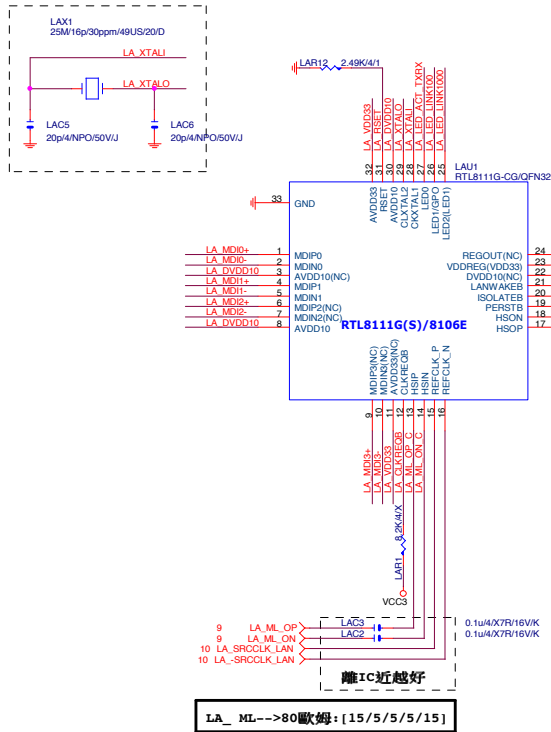 LAX1
25M/16p/30ppm/49US/20/D
LA_XTALI
LA_XTALO
LAC5
20p/4/NPO/50V/J
LAC6
20p/4/NPO/50V/J
LAR12
2.49K/4/1
LA_VDD33
LA_RSET
LA_DVDD10
LA_XTALO
LA_XTALI
LA_LED_ACT_TXRX
LA_LED_LINK100
LA_LED_LINK1000
32
31
30
29
28
27
26
25
LAU1
RTL8111G-CG/QFN32
AVDD33
RSET
AVDD10
CLXTAL2
CKXTAL1
LED0
LED1/GPO
LED2(LED1)
33
GND
LA_MDI0+
1
MDIP0
LA_MDI0-
2
MDIN0
LA_DVDD10
3
AVDD10(NC)
LA_MDI1+
4
MDIP1
LA_MDI1-
5
MDIN1
LA_MDI2+
6
MDIP2(NC)
LA_MDI2-
7
MDIN2(NC)
LA_DVDD10
8
AVDD10
REGOUT(NC)
24
VDDREG(VDD33)
23
DVDD10(NC)
22
LANWAKEB
21
ISOLATEB
20
PERSTB
19
HSON
18
HSOP
17
RTL8111G(S)/8106E
MDIP3(NC)
MDIN3(NC)
AVDD33(NC)
CLKREQB
HSIP
HSIN
REFCLK_P
REFCLK_N
9
10
11
12
13
14
15
16
LA_MDI3+
LA_MDI3-
LA_VDD33
LA_CLKREQB
LA_ML_OP_C
LA_ML_ON_C
8.2K/4/X
LAR1
VCC3
9 LA_ML_OP
LAC3
0.1u/4/X7R/16V/K
9 LA_ML_ON
LAC2
0.1u/4/X7R/16V/K
10 LA_SRCCLK_LAN
10 LA_-SRCCLK_LAN
離IC近越好
LA_ ML-->80歐姆:[15/5/5/5/15]